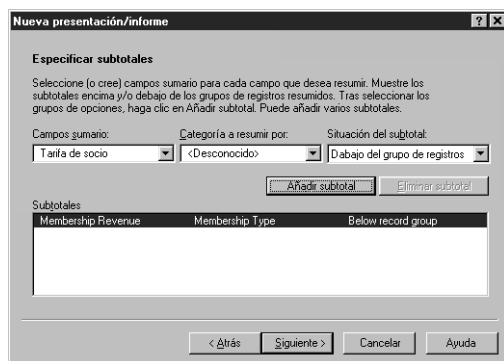 Nueva presentación/informe
Especificar subtotales
Seleccione (o cree) campos sumario para cada campo que desea resumir. Muestre los
subtotales encima y/o debajo de los grupos de registros resumidos. Tras seleccionar los
grupos de opciones, haga clic en Añadir subtotal. Puede añadir varios subtotales.
Campos sumario: Categoría a resumir por: Situación del subtotal:
Tarifa de socio <Desconocido> Dabajo del grupo de registros
Añadir subtotal Eliminar subtotal
Subtotales
Membership Revenue Membership Type Below record group
< Atrás Siguiente > Cancelar Ayuda